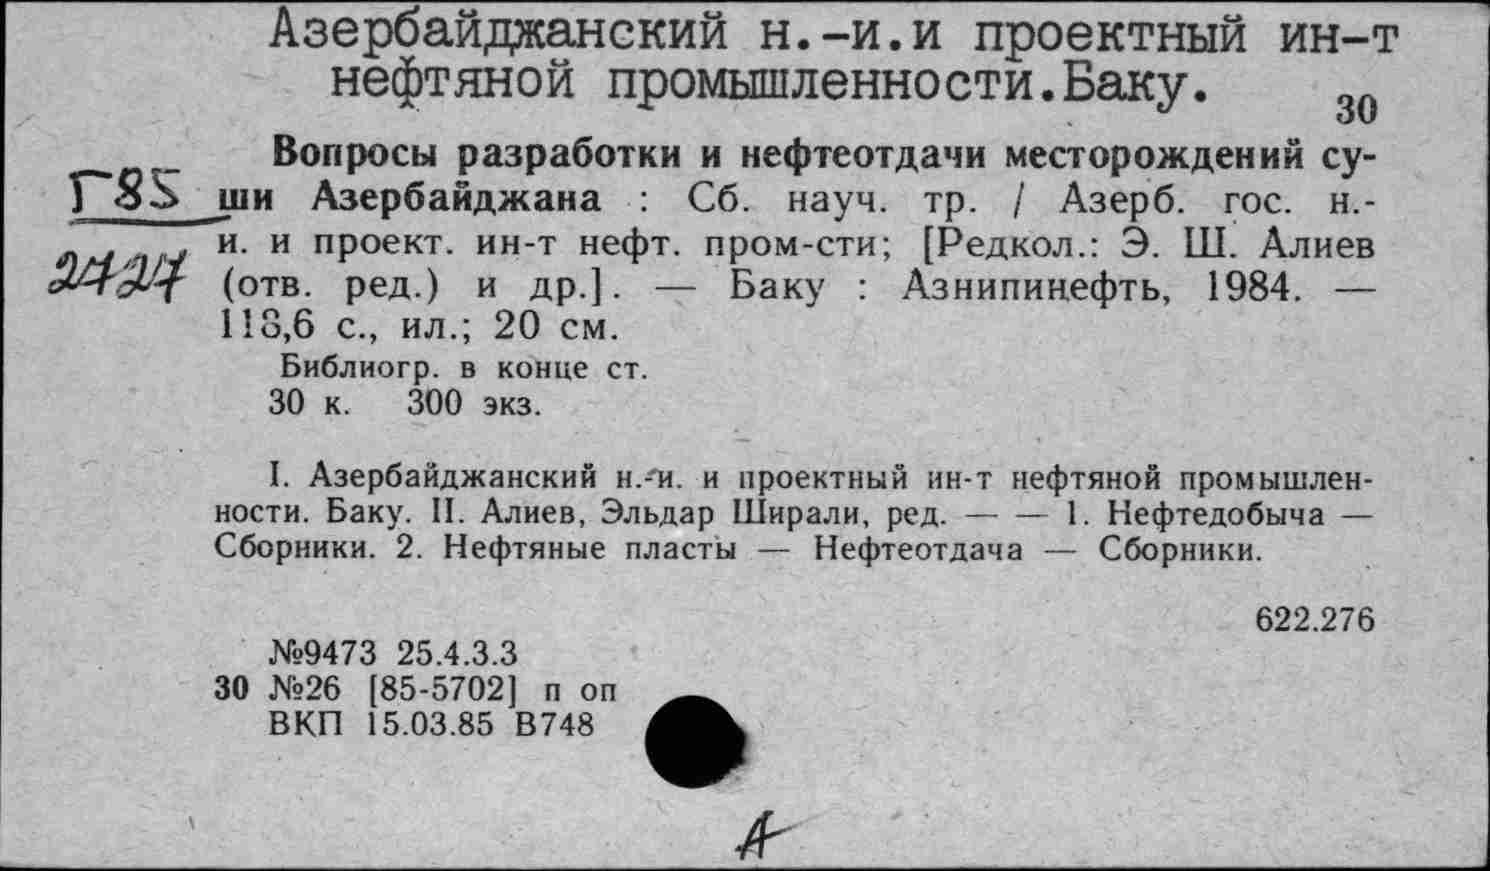 Азербайджанский н.-и.и проектный ин-т
нефтяной промышленности.Баку.
30
Вопросы разработки и нефтеотдачи месторождений су-
Г85 ши Азербайджана : Сб. науч. тр. / Азерб. гос. н.-
и. и проект. ин-т нефт. пром-сти; [Редкол.: Э. Ш. Алиев
2424 (отв. ред.) и др.]. — Баку : Азнипинефть, 1984. —
118,6 с., ил.; 20 см.
Библиогр. в конце ст.
30 к. 300 экз.
I. Азербайджанский н.-и. и проектный ин-т нефтяной промышлен-
ности. Баку. II. Алиев, Эльдар Ширали, ред. — — 1. Нефтедобыча —
Сборники. 2. Нефтяные пласты — Нефтеотдача — Сборники.
622.276
№9473 25.4.3.3
30 №26 [85-5702] п оп
ВКП 15.03.85 В748
А